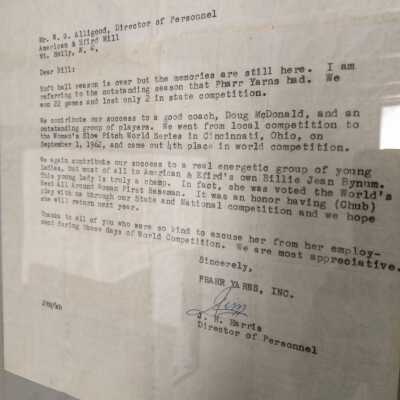 Mr. W. G. Alligood, Director of Personnel
American & Efird Mill
Mt. Holly, N. C.
Dear Bill:
Soft ball season is over but the memories are still here. I am
referring to the outstanding season that Pharr Yarns had. We
won 22 games and lost only 2 in state competition.
We contribute our success to a good coach, Doug McDonald, and an
outstanding group of players. We went from local competition to
the Women's Slow Pitch World Series in Cincinnati, Ohio, on
September 1, 1962, and came out 4th place in world competition.
We again contribute our success to a real energetic group of young
ladies, but most of all to American & Efird's own Billie Jean Bynum.
This young lady is truly a champ. In fact, she was voted the World's
Best All Around Woman First Baseman. It was an honor having (Chub)
play with us through our State and National competition and we hope
she will return next year.
Thanks to all of you who were so kind to excuse her from her employ-
ment during those days of World Competition. We are most appreciative.
Sincerely,
PHARR YARNS, INC.
Jim
J. H. Harris
Director of Personnel